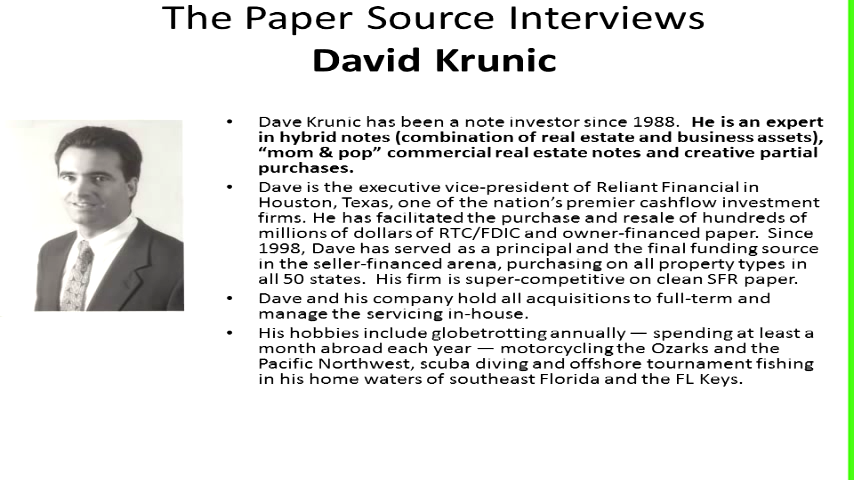 The Paper Source Interviews
David Krunic
• Dave Krunic has been a note investor since 1988. He is an expert
in hybrid notes (combination of real estate and business assets),
“mom & pop” commercial real estate notes and creative partial
purchases.
• Dave is the executive vice-president of Reliant Financial in
Houston, Texas, one of the nation’s premier cashflow investment
firms. He has facilitated the purchase and resale of hundreds of
millions of dollars of RTC/FDIC and owner-financed paper. Since
1998, Dave has served as a principal and the final funding source
in the seller-financed arena, purchasing on all property types in
all 50 states. His firm is super-competitive on clean SFR paper.
• Dave and his company hold all acquisitions to full-term and
manage the servicing in-house.
• His hobbies include globetrotting annually — spending at least a
month abroad each year — motorcycling the Ozarks and the
Pacific Northwest, scuba diving and offshore tournament fishing
in his home waters of southeast Florida and the FL Keys.